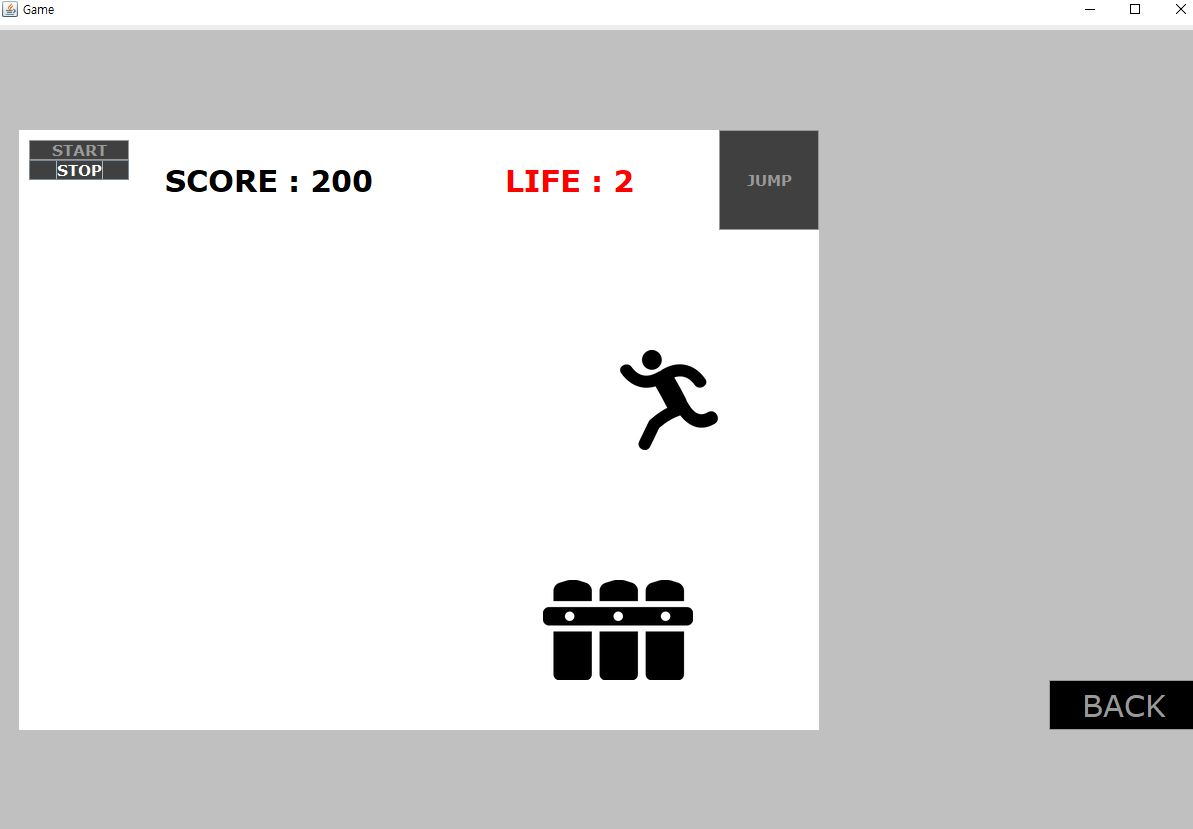 Game
START
STOP
SCORE : 200
LIFE : 2
JUMP
BACK